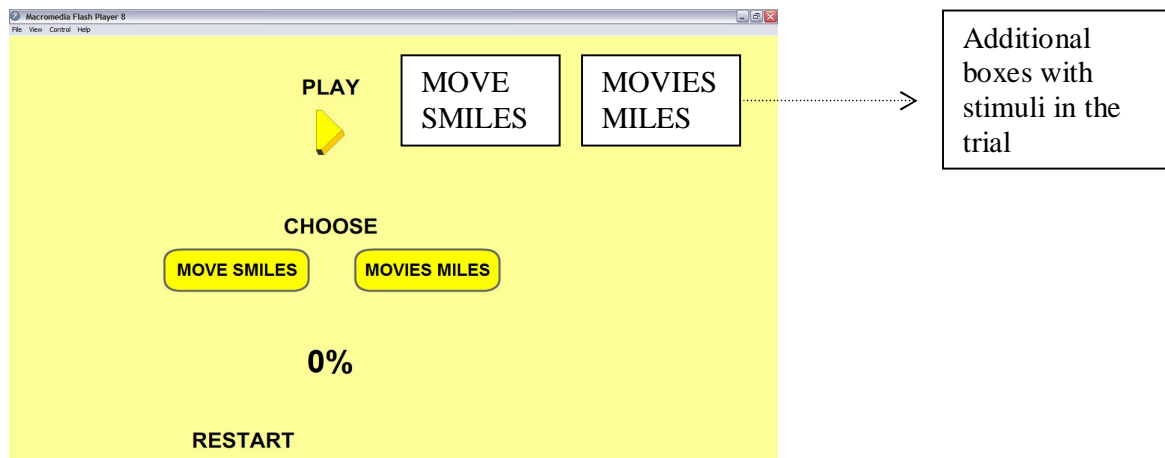 Macromedia Flash Player 8
File View Control Help
PLAY
MOVE
SMILES
MOVIES
MILES
Additional
boxes with
stimuli in the
trial
CHOOSE
MOVE SMILES
MOVIES MILES
0%
RESTART